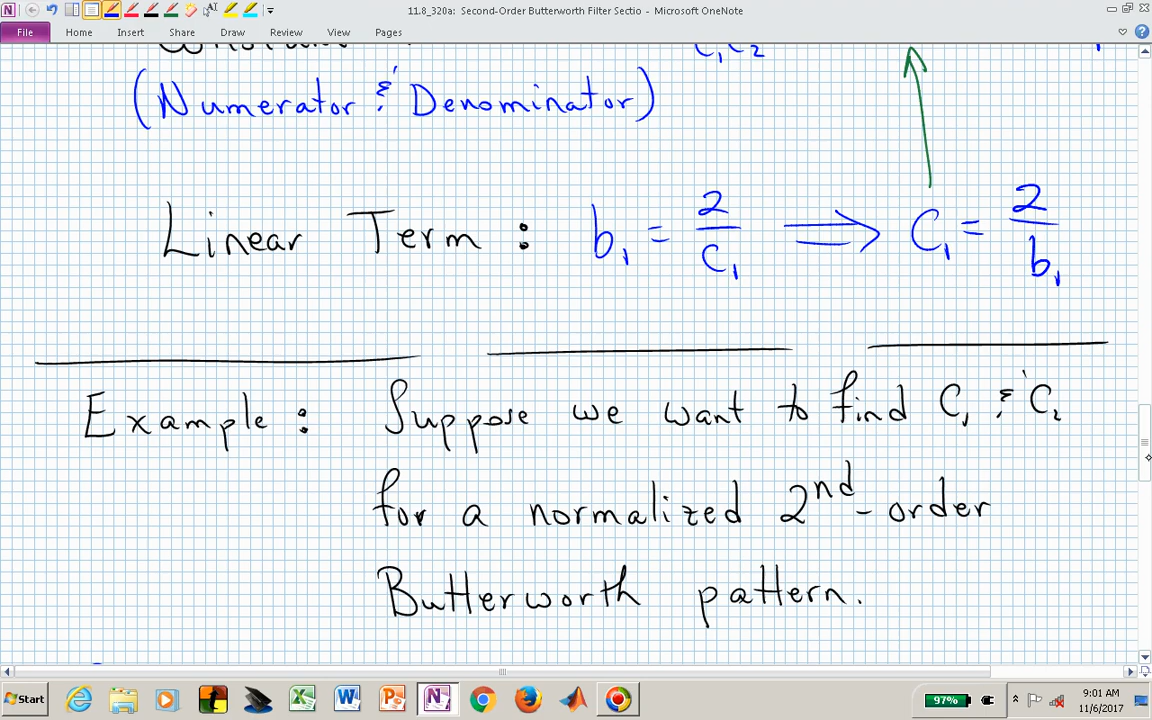 11.8_320a: Second-Order Butterworth Filter Sectio - Microsoft OneNote
File Home Insert Share Draw Review Pages View
C₁C₂
(Numerator & Denominator)
Linear Term : b₁ = 2/C₁ ⟹ C₁ = 2/b₁
Example: Suppose we want to find C₁ & C₂
for a normalized 2nd-order
Butterworth pattern.
Start
97%
9:01 AM
11/6/2017